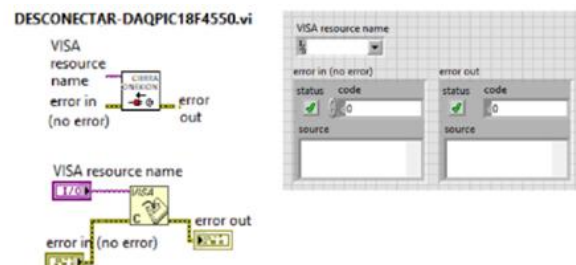 DESCONECTAR-DAQPIC18F4550.vi
VISA
resource
name
error in
(no error)
CIERRA
error
out
VISA resource name
I/O
VISA
C
error in (no error)
error out
VISA resource name
error in (no error)
status
code
0
source
error out
status
code
0
source